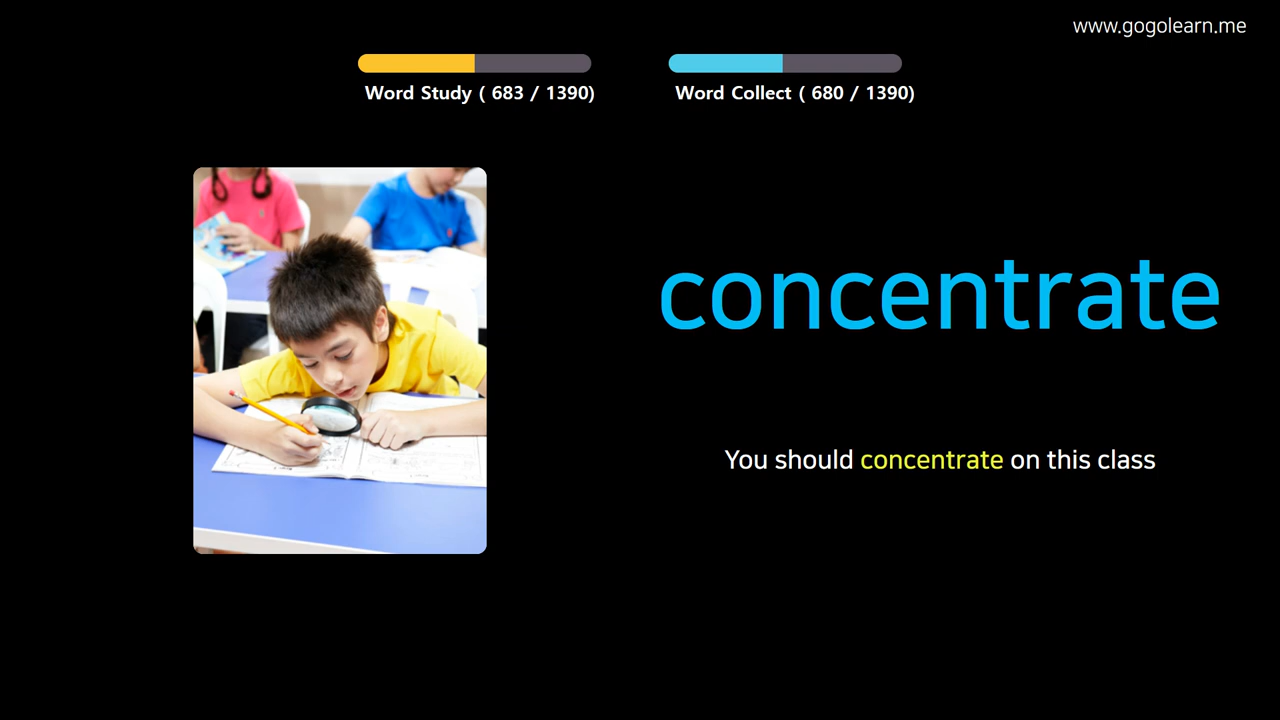 www.gogolearn.me
Word Study ( 683 / 1390)
Word Collect ( 680 / 1390)
concentrate
You should concentrate on this class